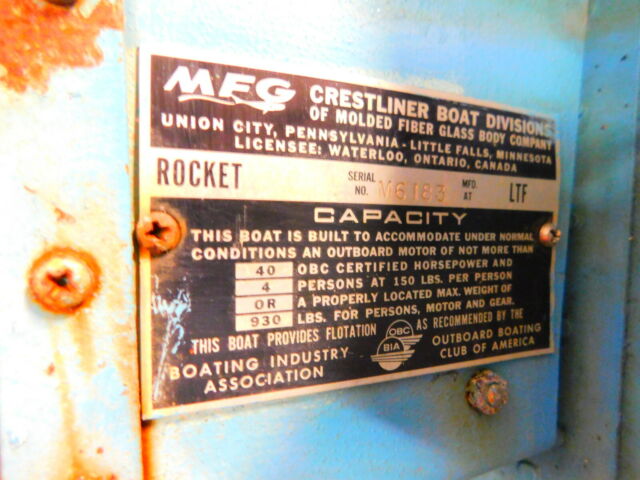 MFG CRESTLINER BOAT DIVISIONS
OF MOLDED FIBER GLASS BODY COMPANY
UNION CITY, PENNSYLVANIA - LITTLE FALLS, MINNESOTA
LICENSEE: WATERLOO, ONTARIO, CANADA
ROCKET SERIAL NO. M6183 MFD. AT LTF
CAPACITY
THIS BOAT IS BUILT TO ACCOMMODATE UNDER NORMAL
CONDITIONS AN OUTBOARD MOTOR OF NOT MORE THAN
40 OBC CERTIFIED HORSEPOWER AND
4 PERSONS AT 150 LBS. PER PERSON
OR A PROPERLY LOCATED MAX. WEIGHT OF
930 LBS. FOR PERSONS, MOTOR AND GEAR.
THIS BOAT PROVIDES FLOTATION AS RECOMMENDED BY THE
OBC
BIA
BOATING INDUSTRY ASSOCIATION
OUTBOARD BOATING CLUB OF AMERICA